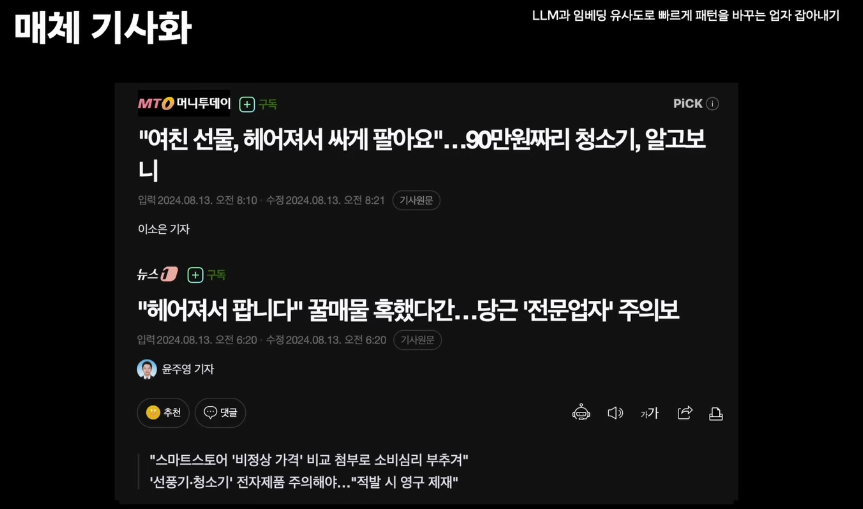 매체 기사화
LLM과 임베딩 유사도로 빠르게 패턴을 바꾸는 업자 잡아내기
MTO 머니투데이 + 구독
PiCK i
"여친 선물, 헤어져서 싸게 팔아요"…90만원짜리 청소기, 알고보
니
입력 2024.08.13. 오전 8:10 · 수정 2024.08.13. 오전 8:21 기사원문
이소은 기자
뉴스1 + 구독
"헤어져서 팝니다" 꿀매물 혹했다간…당근 '전문업자' 주의보
입력 2024.08.13. 오전 6:20 · 수정 2024.08.13. 오전 6:20 기사원문
윤주영 기자
추천 댓글 가가
"스마트스토어 '비정상 가격' 비교 첨부로 소비심리 부추겨"
'선풍기·청소기' 전자제품 주의해야…"적발 시 영구 제재"